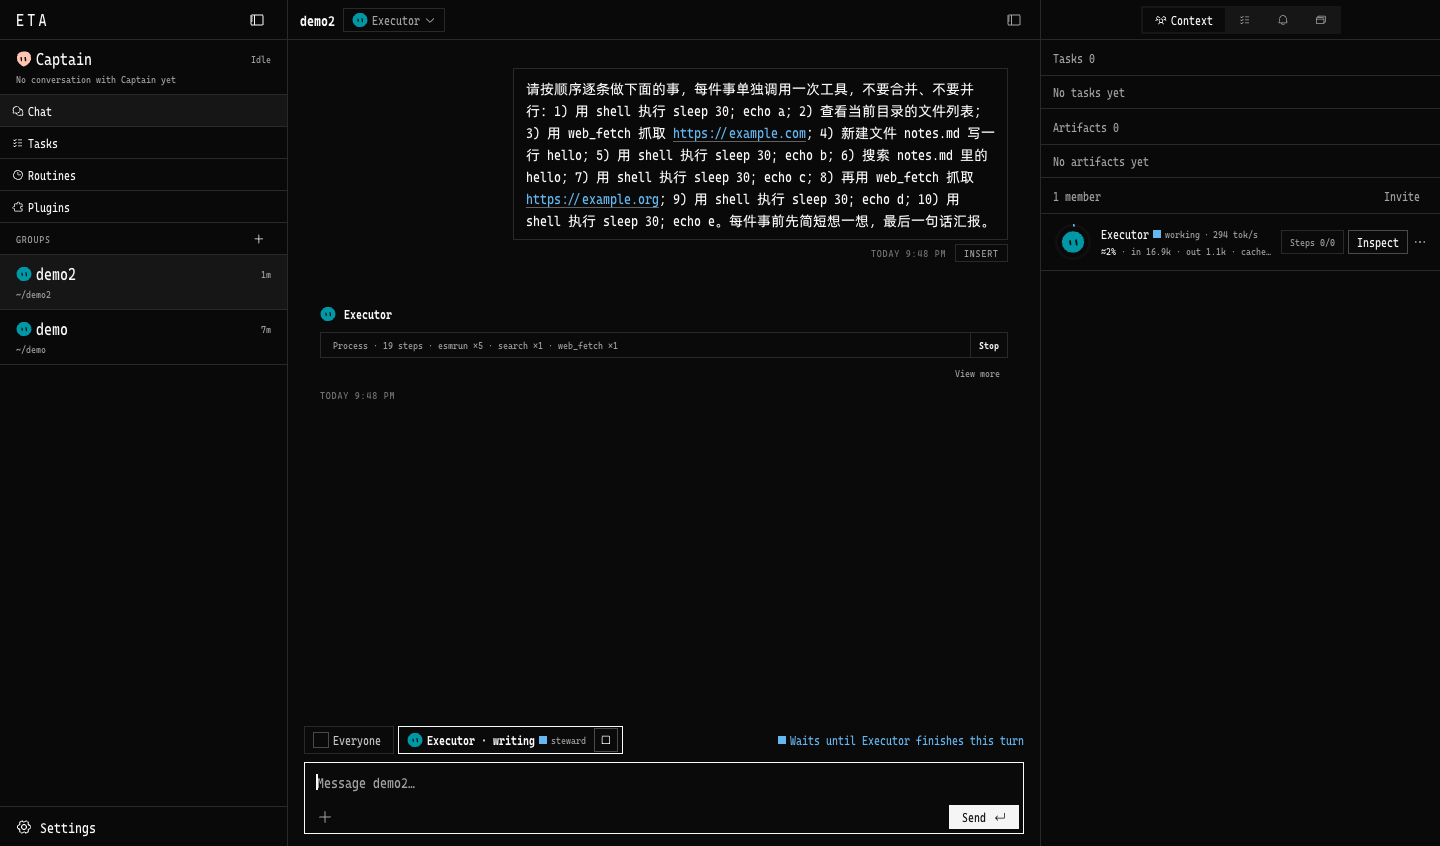 ETA
Captain
Idle
No conversation with Captain yet
Chat
Tasks
Routines
Plugins
GROUPS
demo2
1m
~/demo2
demo
7m
~/demo
Settings
demo2
Executor
请按顺序逐条做下面的事，每件事单独调用一次工具，不要合并、不要并
行：1) 用 shell 执行 sleep 30; echo a; 2) 查看当前目录的文件列表;
3) 用 web_fetch 抓取 https://example.com; 4) 新建文件 notes.md 写一
行 hello; 5) 用 shell 执行 sleep 30; echo b; 6) 搜索 notes.md 里的
hello; 7) 用 shell 执行 sleep 30; echo c; 8) 再用 web_fetch 抓取
https://example.org; 9) 用 shell 执行 sleep 30; echo d; 10) 用
shell 执行 sleep 30; echo e。每件事前先简短想一想，最后一句话汇报。
TODAY 9:48 PM
INSERT
Executor
Process · 19 steps · esmrun ×5 · search ×1 · web_fetch ×1
Stop
View more
TODAY 9:48 PM
Everyone
Executor · writing
steward
Waits until Executor finishes this turn
Message demo2…
Send
Context
Tasks 0
No tasks yet
Artifacts 0
No artifacts yet
1 member
Invite
Executor
working · 294 tok/s
≈2% · in 16.9k · out 1.1k · cache…
Steps 0/0
Inspect